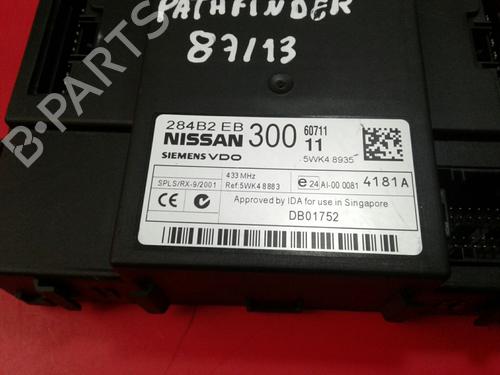 PATHFINDER
87/13
284B2 EB 300 60711
NISSAN 11
SIEMENS VDO 5WK4 8935
433 MHz
SPLS/RX-9/2001 Ref:5WK4 8883 e24 AI-00 0081 4181A
CE Approved by IDA for use in Singapore
DB01752
B-PARTS